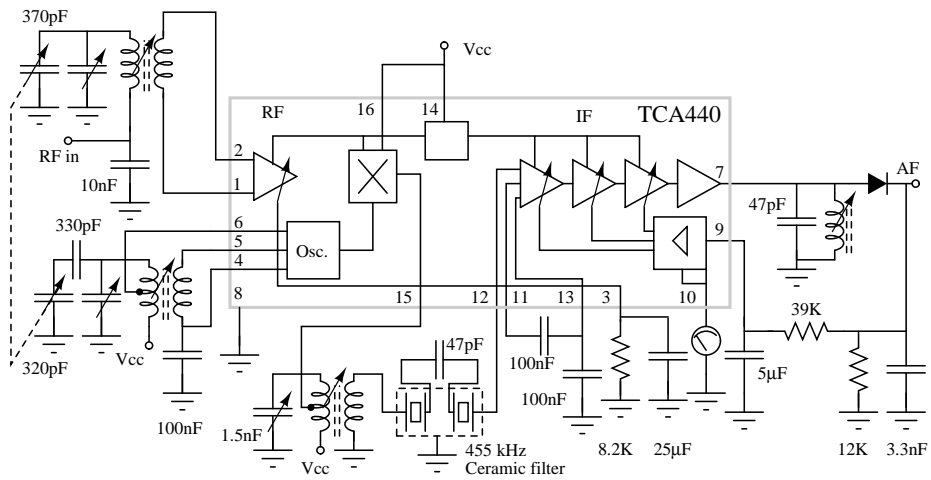 370pF
RF in
10nF
330pF
320pF
Vcc
100nF
Vcc
RF
16
14
IF
TCA440
2
1
6
5
4
8
Osc.
15
12
11
13
3
10
7
9
AF
47pF
39K
5µF
12K
3.3nF
100nF
100nF
8.2K
25µF
47pF
1.5nF
Vcc
455 kHz
Ceramic filter